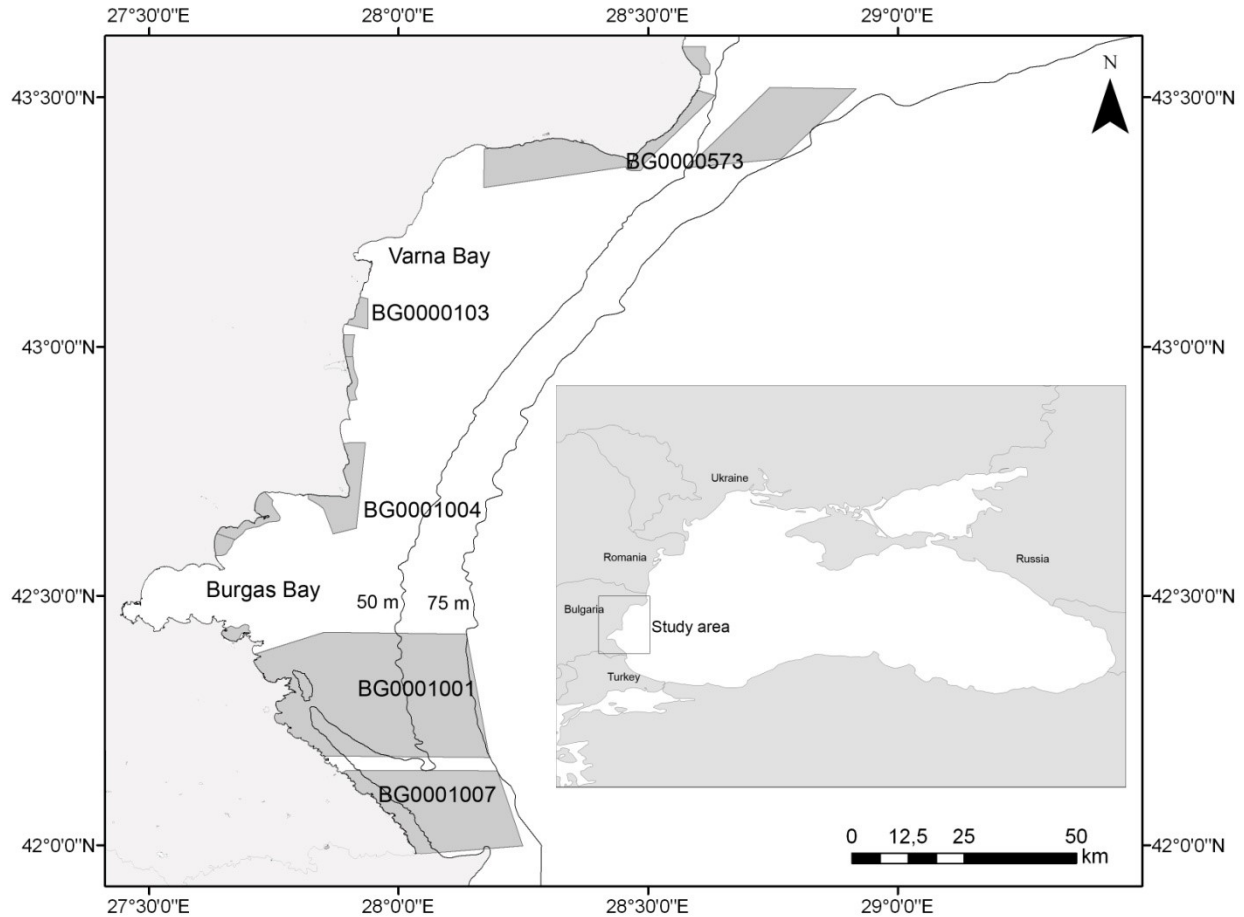 27°30'0"E 28°0'0"E 28°30'0"E 29°0'0"E
N
43°30'0"N 43°30'0"N
BG0000573
Varna Bay
BG0000103
43°0'0"N 43°0'0"N
Ukraine
BG0001004
Romania
Russia
42°30'0"N 42°30'0"N
Burgas Bay
50 m 75 m
Bulgaria
Study area
Turkey
BG0001001
BG0001007
0 12,5 25 50
km
42°0'0"N 42°0'0"N
27°30'0"E 28°0'0"E 28°30'0"E 29°0'0"E